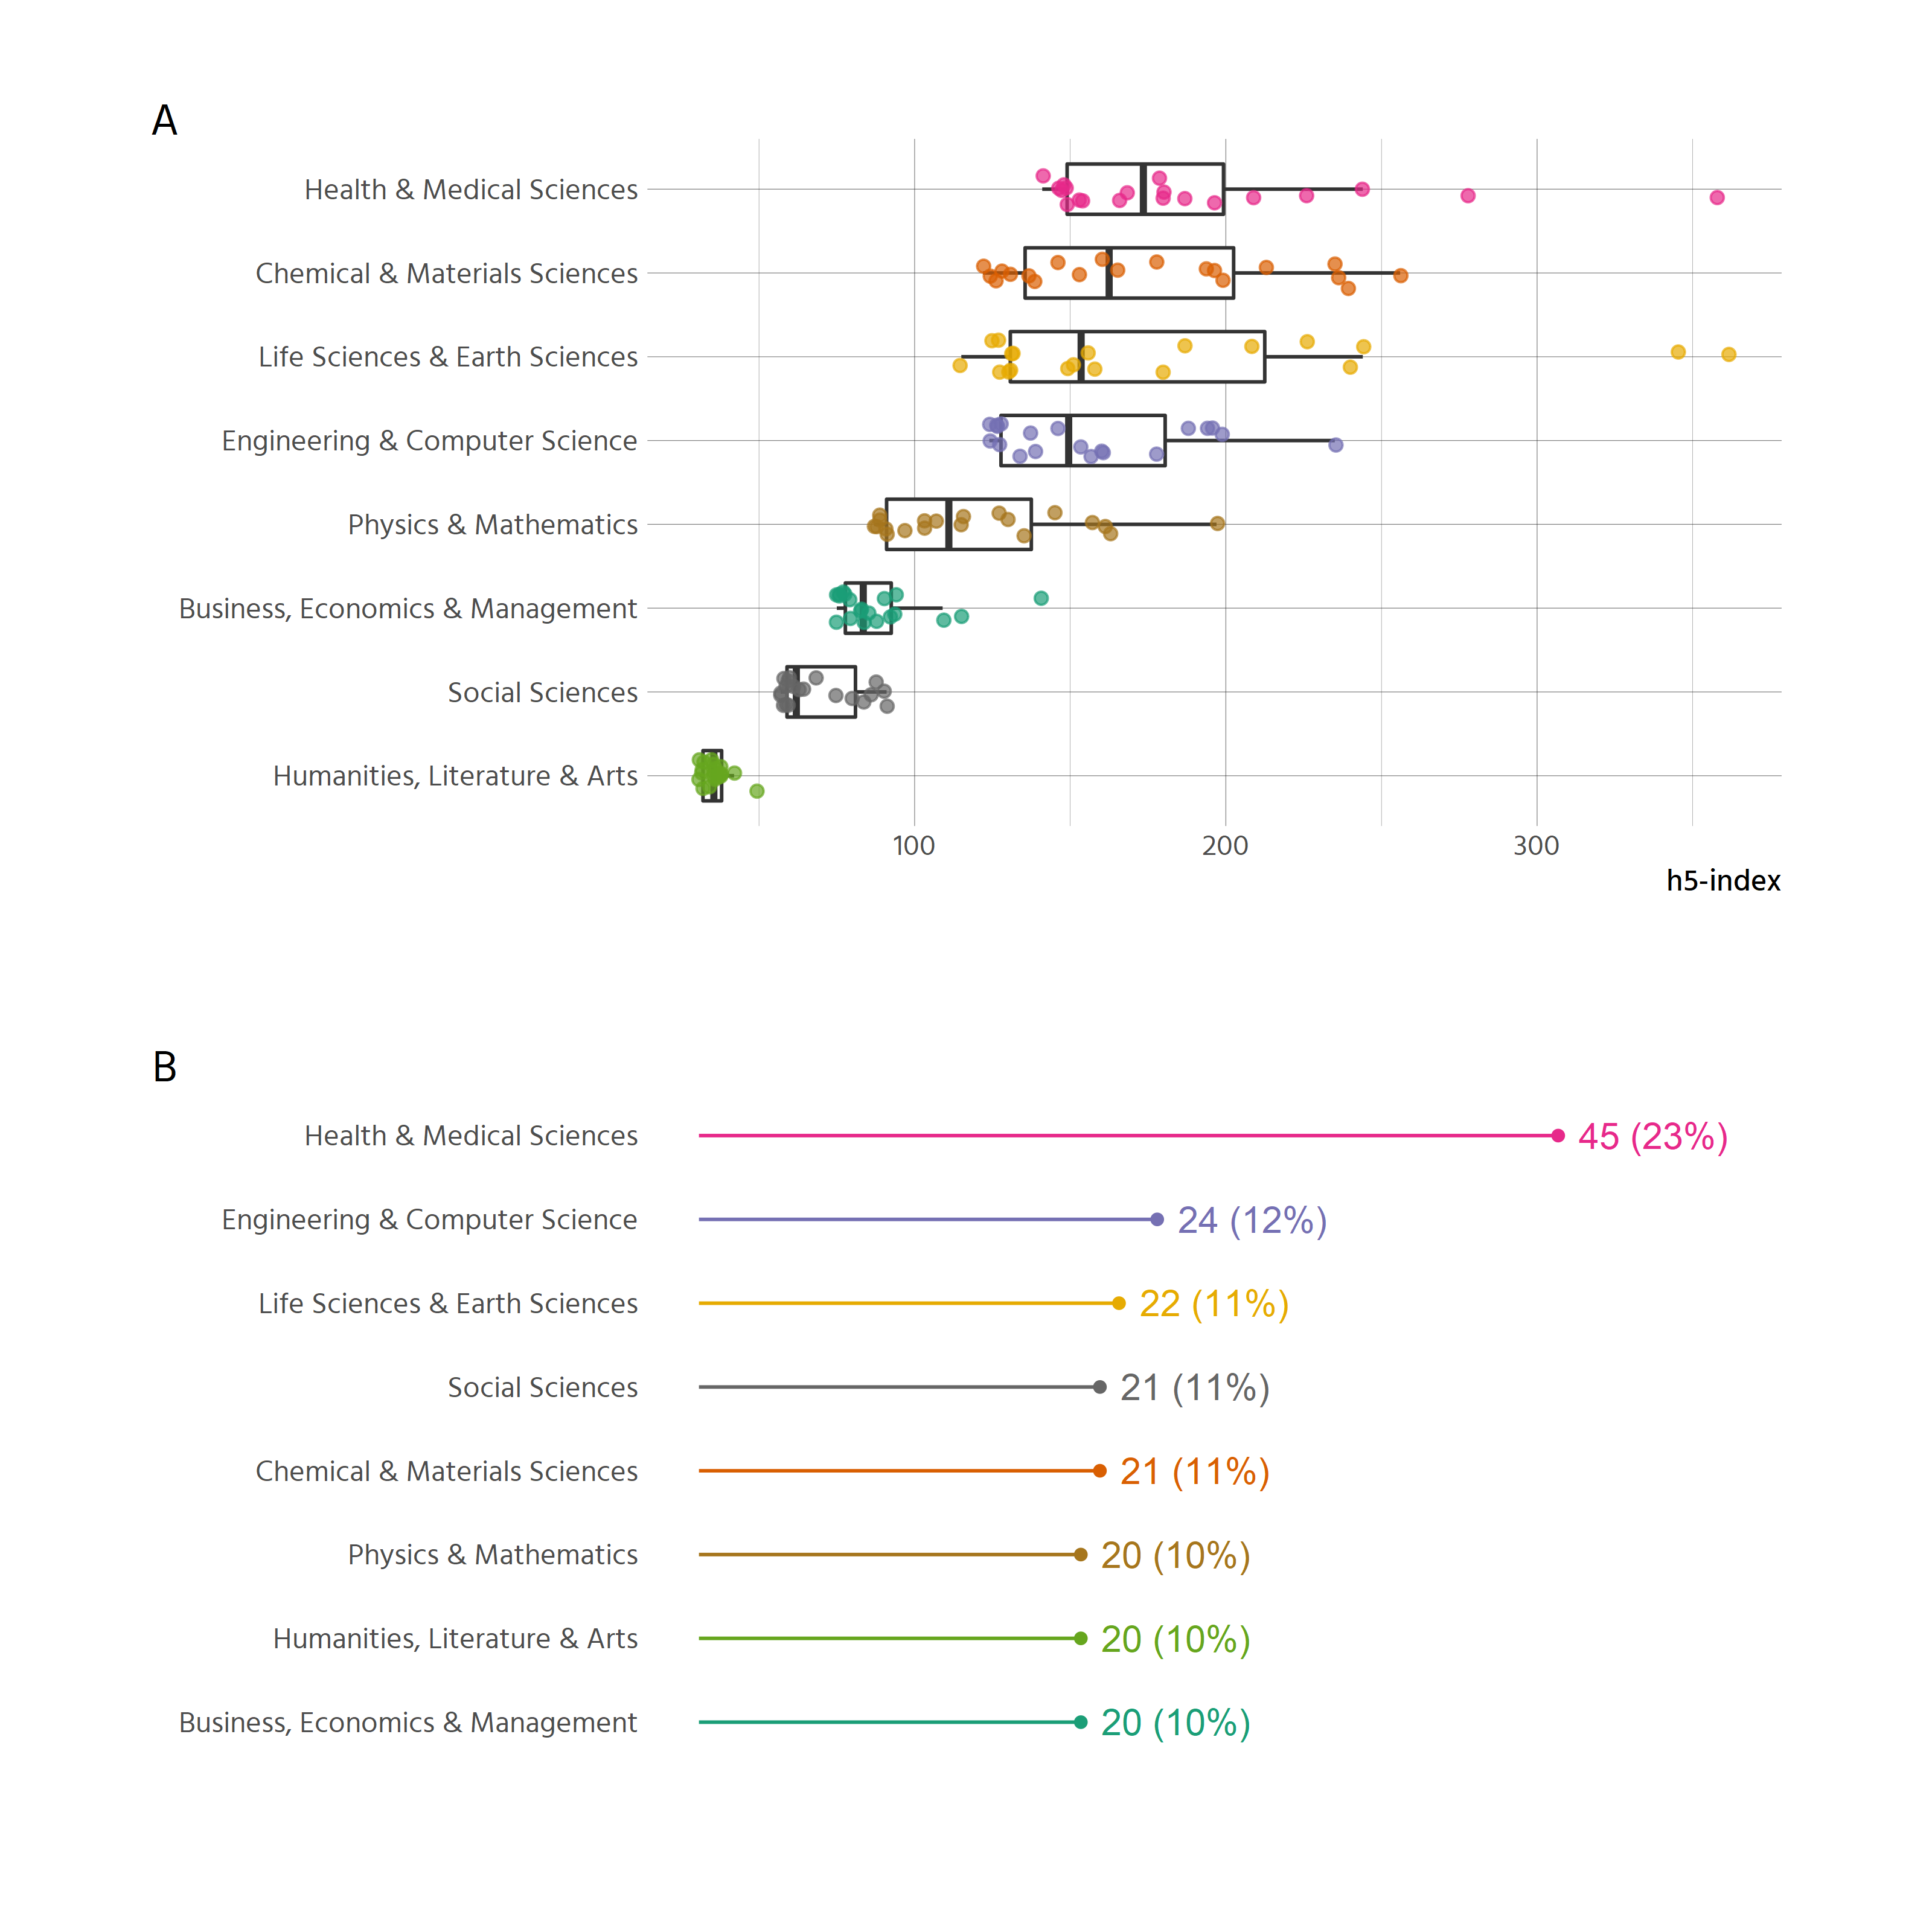 A
Health & Medical Sciences
Chemical & Materials Sciences
Life Sciences & Earth Sciences
Engineering & Computer Science
Physics & Mathematics
Business, Economics & Management
Social Sciences
Humanities, Literature & Arts
100 200 300
h5-index
B
Health & Medical Sciences 45 (23%)
Engineering & Computer Science 24 (12%)
Life Sciences & Earth Sciences 22 (11%)
Social Sciences 21 (11%)
Chemical & Materials Sciences 21 (11%)
Physics & Mathematics 20 (10%)
Humanities, Literature & Arts 20 (10%)
Business, Economics & Management 20 (10%)